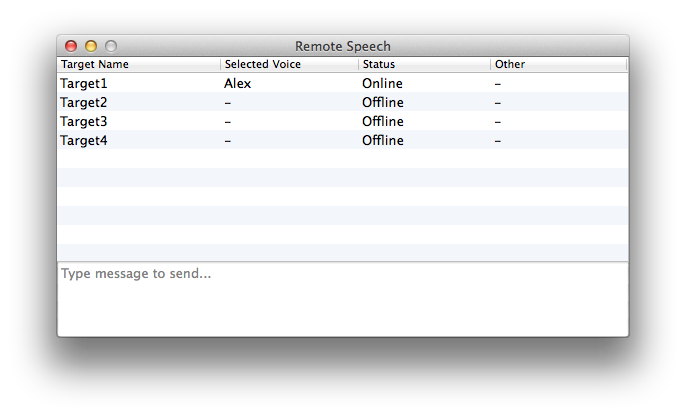 Remote Speech
Target Name Selected Voice Status Other
Target1 Alex Online –
Target2 – Offline –
Target3 – Offline –
Target4 – Offline –
Type message to send...